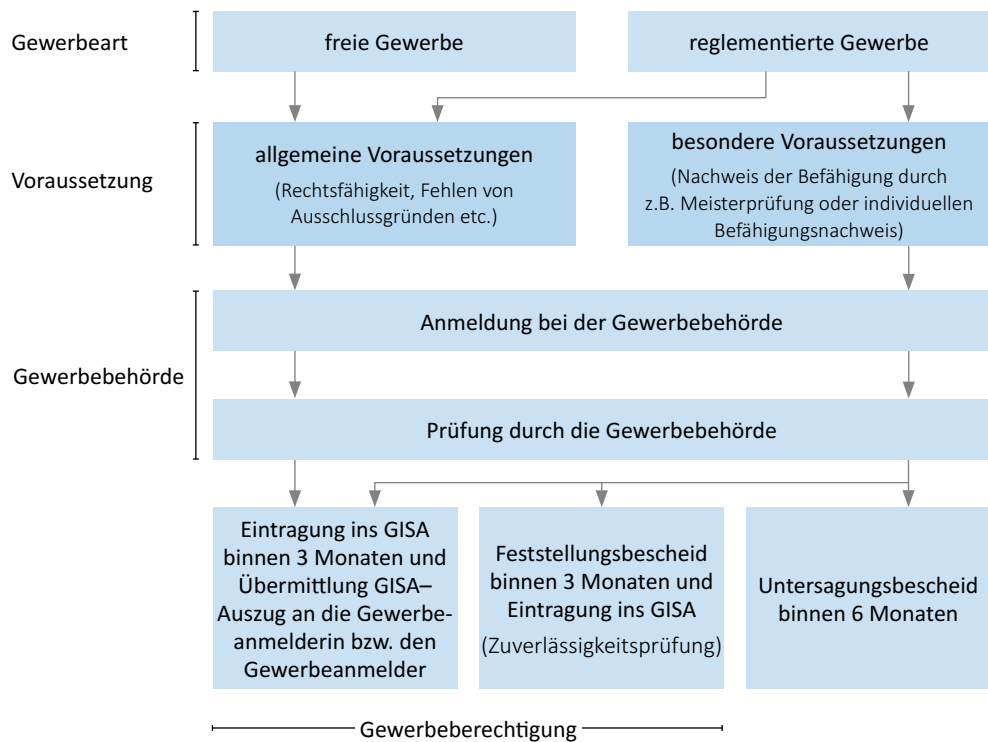 Gewerbeart
freie Gewerbe
reglementierte Gewerbe
Voraussetzung
allgemeine Voraussetzungen
(Rechtsfähigkeit, Fehlen von
Ausschlussgründen etc.)
besondere Voraussetzungen
(Nachweis der Befähigung durch
z.B. Meisterprüfung oder individuellen
Befähigungsnachweis)
Gewerbebehörde
Anmeldung bei der Gewerbebehörde
Prüfung durch die Gewerbebehörde
Eintragung ins GISA
binnen 3 Monaten und
Übermittlung GISA–
Auszug an die Gewerbe-
anmelderin bzw. den
Gewerbeanmelder
Feststellungsbescheid
binnen 3 Monaten und
Eintragung ins GISA
(Zuverlässigkeitsprüfung)
Untersagungsbescheid
binnen 6 Monaten
Gewerbeberechtigung